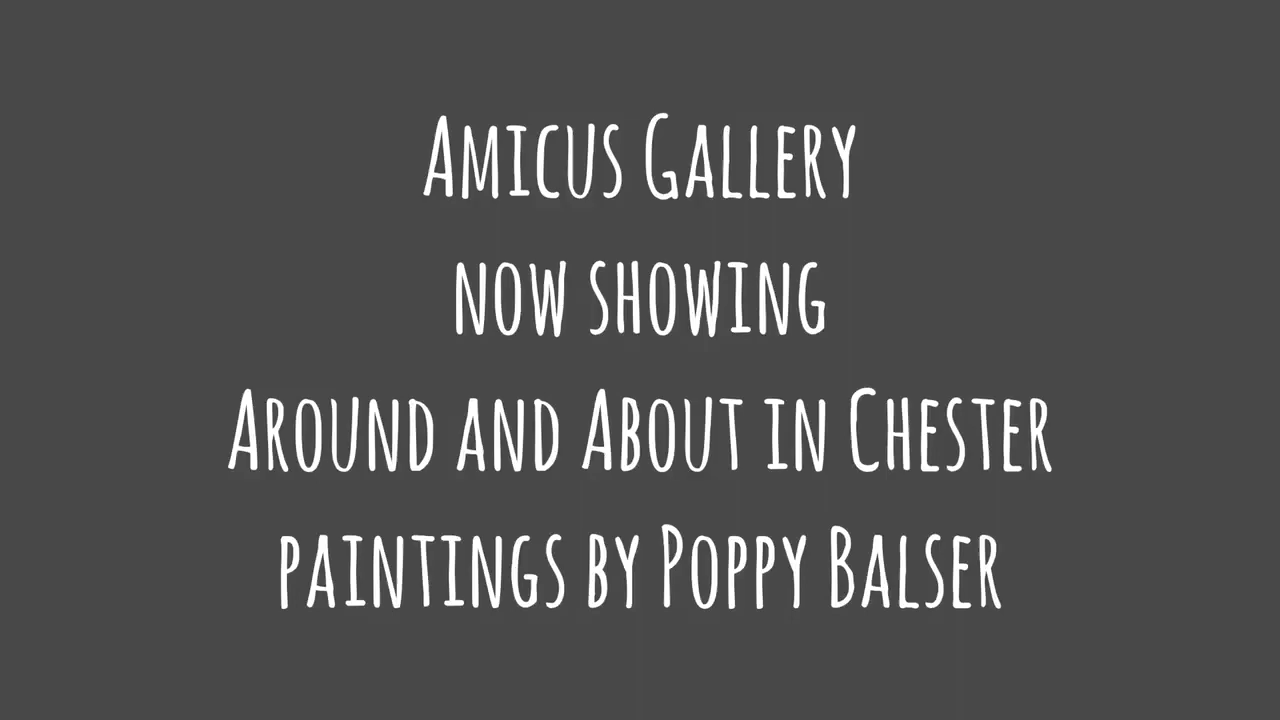 Amicus Gallery
now showing
Around and About in Chester
paintings by Poppy Balser